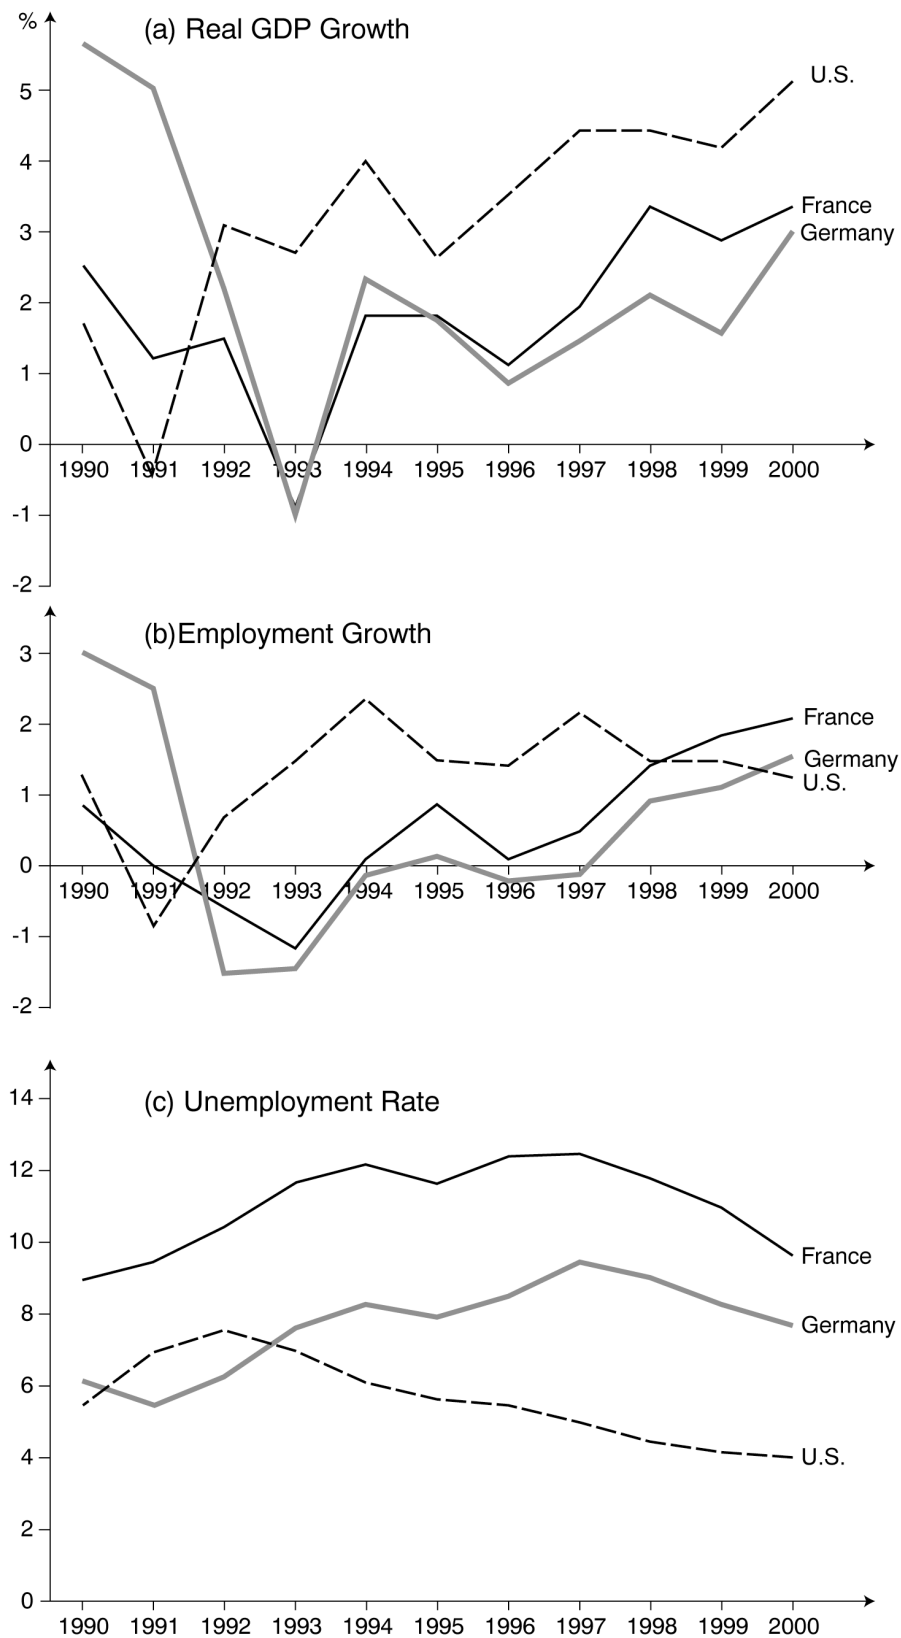 %
(a) Real GDP Growth
U.S.
5
4
3
France
Germany
2
1
0
1990 1991 1992 1993 1994 1995 1996 1997 1998 1999 2000
-1
-2
(b)Employment Growth
3
France
2
Germany
U.S.
1
0
1990 1991 1992 1993 1994 1995 1996 1997 1998 1999 2000
-1
-2
(c) Unemployment Rate
14
12
10
France
8
Germany
6
4
U.S.
2
0
1990 1991 1992 1993 1994 1995 1996 1997 1998 1999 2000